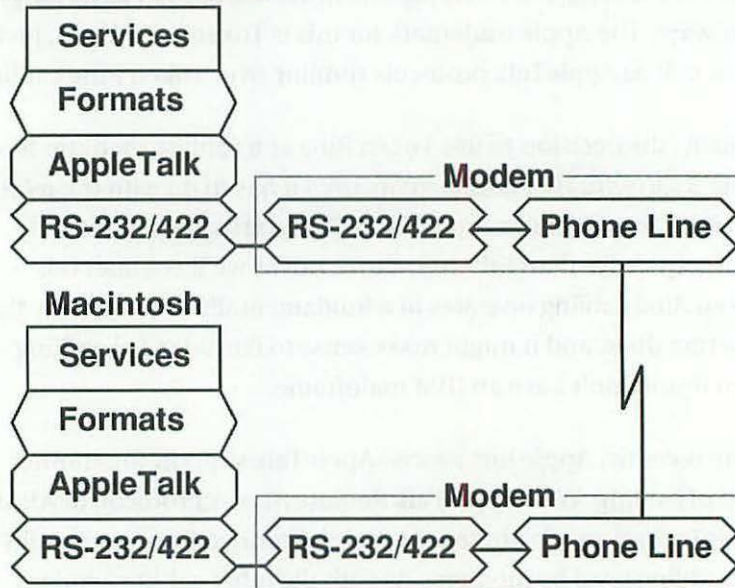 Services
Formats
AppleTalk
Modem
RS-232/422 RS-232/422 Phone Line
Macintosh
Services
Formats
AppleTalk
Modem
RS-232/422 RS-232/422 Phone Line